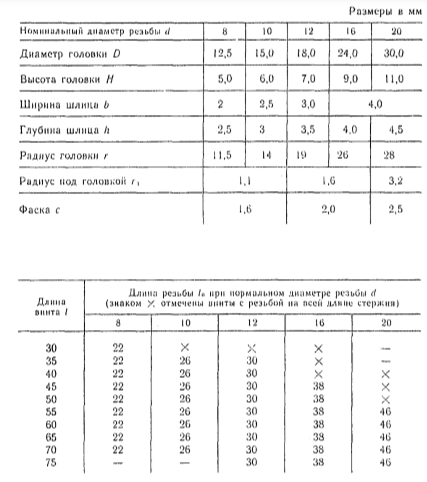 Размеры в мм
Номинальный диаметр резьбы d 8 10 12 16 20
Диаметр головки D 12,5 15,0 18,0 24,0 30,0
Высота головки H 5,0 6,0 7,0 9,0 11,0
Ширина шлица b 2 2,5 3,0 4,0
Глубина шлица h 2,5 3 3,5 4,0 4,5
Радиус головки r 11,5 14 19 26 28
Радиус под головкой r₁ 1,1 1,6 3,2
Фаска c 1,6 2,0 2,5
Длина винта l
Длина резьбы l₀ при нормальном диаметре резьбы d
(знаком × отмечены винты с резьбой на всей длине стержня)
8 10 12 16 20
30 22 × × × —
35 22 26 30 × —
40 22 26 30 × ×
45 22 26 30 38 ×
50 22 26 30 38 ×
55 22 26 30 38 46
60 22 26 30 38 46
65 22 26 30 38 46
70 22 26 30 38 46
75 — — 30 38 46